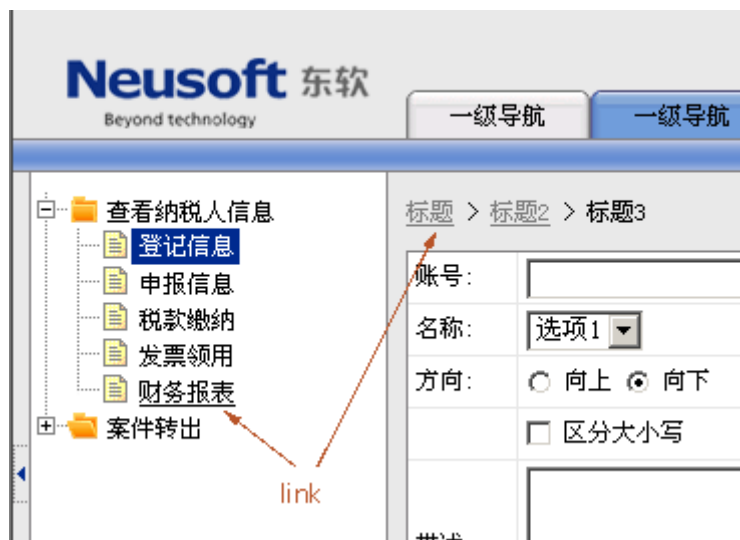 Neusoft 东软
Beyond technology
一级导航 一级导航
查看纳税人信息
登记信息
申报信息
税款缴纳
发票领用
财务报表
案件转出
标题 > 标题2 > 标题3
账号:
名称: 选项1
方向: 向上 向下
区分大小写
link